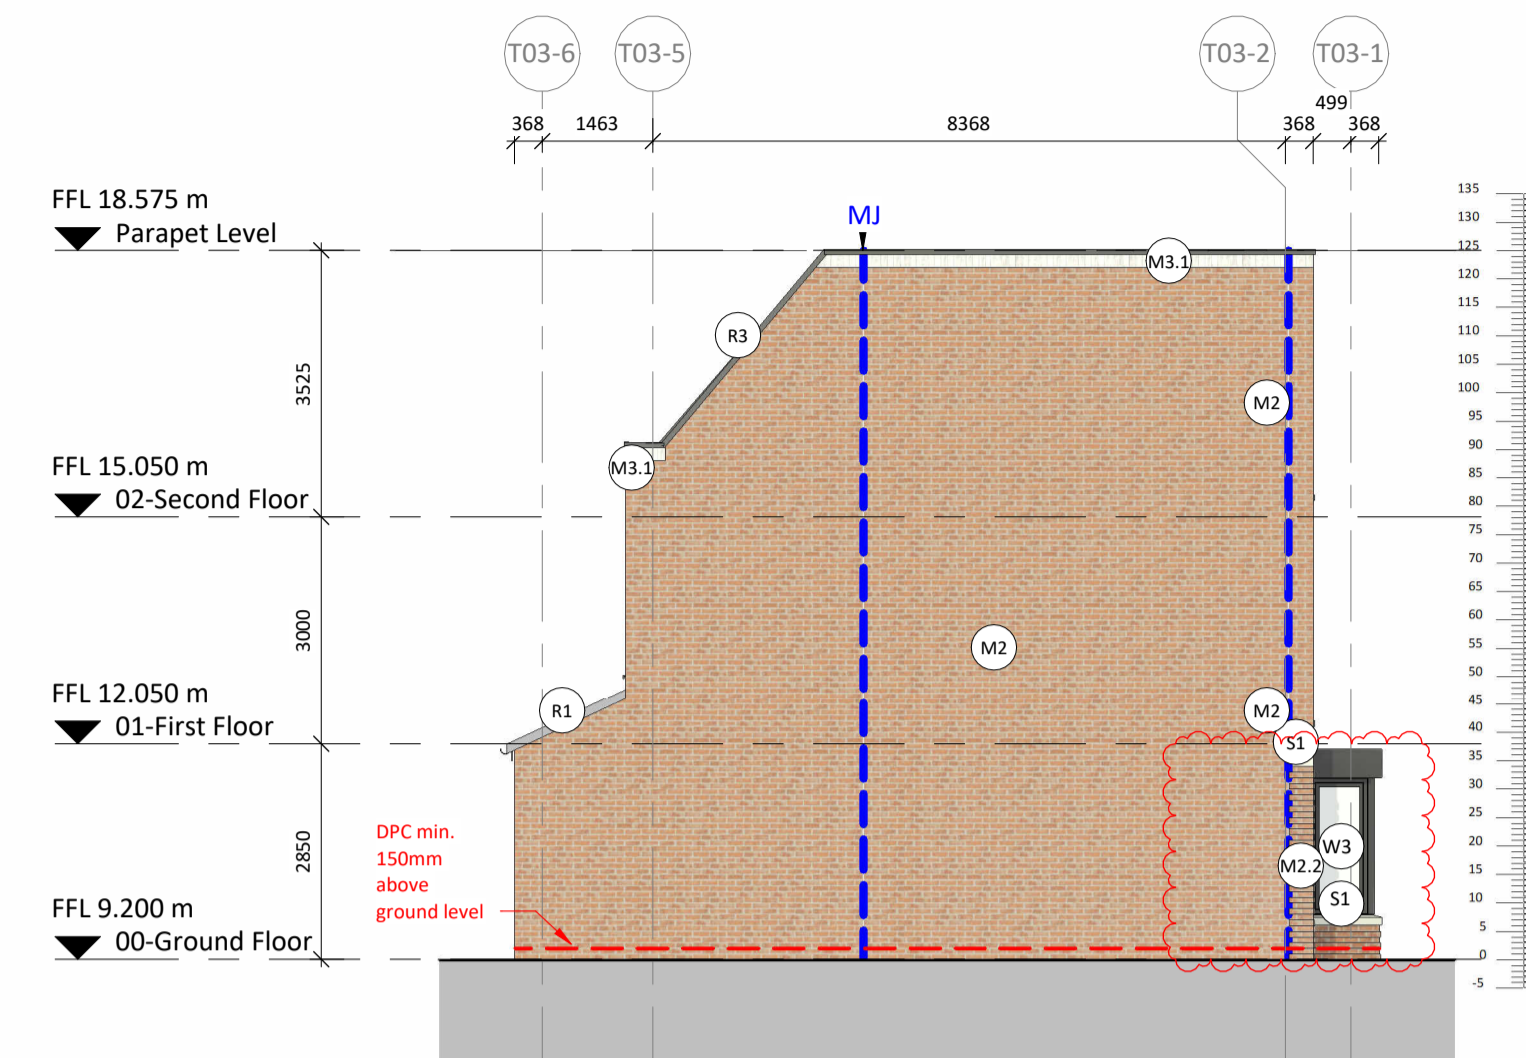 T03-6
T03-5
T03-2
T03-1
499
368
1463
8368
368
368
FFL 18.575 m
Parapet Level
MJ
M3.1
R3
3525
M2
M3.1
FFL 15.050 m
02-Second Floor
3000
M2
FFL 12.050 m
01-First Floor
R1
M2
S1
DPC min.
150mm
above
ground level
2850
W3
M2.2
S1
FFL 9.200 m
00-Ground Floor
135
130
125
120
115
110
105
100
95
90
85
80
75
70
65
60
55
50
45
40
35
30
25
20
15
10
5
0
-5